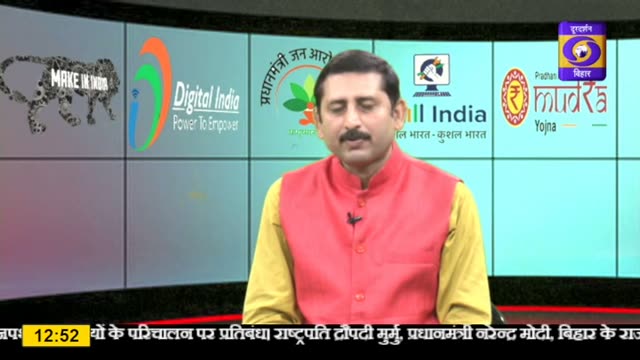 MAKE IN INDIA
Digital India
Power To Empower
प्रधानमंत्री जन आरो
ll India
ल भारत - कुशल भारत
Pradhan
mudra
Yojna
दूरदर्शन
बिहार
12:52
यों के परिचालन पर प्रतिबंध। राष्ट्रपति द्रौपदी मुर्मु, प्रधानमंत्री नरेन्द्र मोदी, बिहार के राज